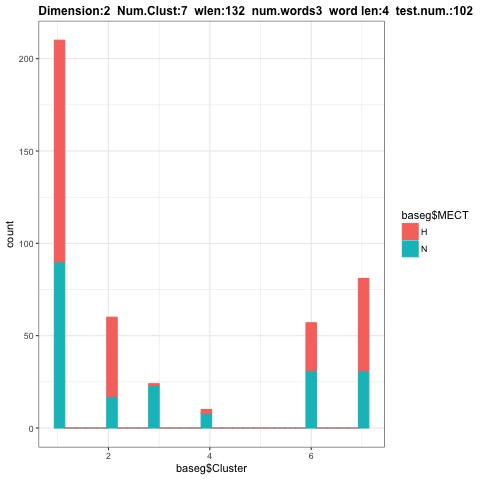 Dimension:2 Num.Clust:7 wlen:132 num.words3 word len:4 test.num.:102
200
150
100
50
0
count
2 4 6
baseg$Cluster
baseg$MECT
H
N